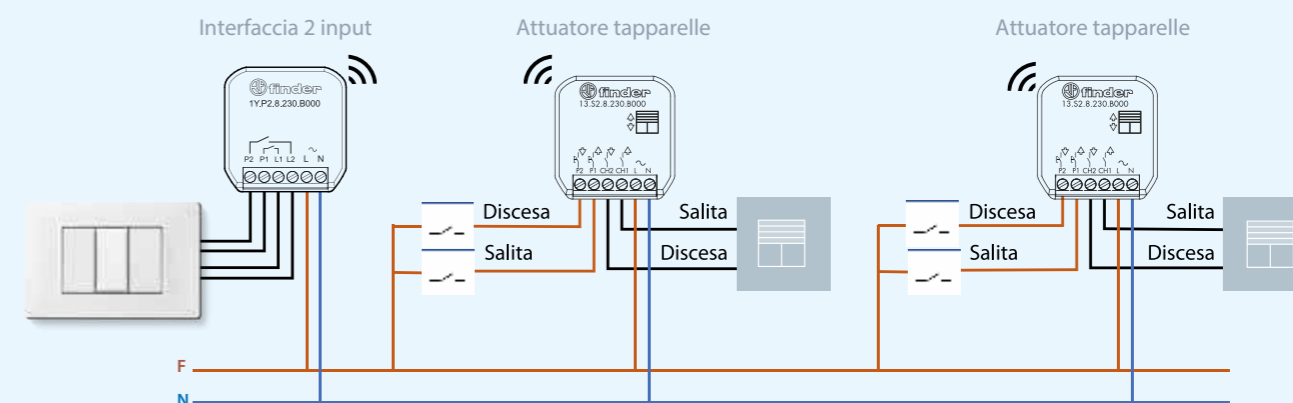 Interfaccia 2 input
Attuatore tapparelle
Attuatore tapparelle
finder
1Y.P2.8.230.B000
P2 P1 L1 L2 L N
finder
13.S2.8.230.B000
P2 P1 CH2 CH1 L N
finder
13.S2.8.230.B000
P2 P1 CH2 CH1 L N
Discesa
Salita
Salita
Discesa
Discesa
Salita
Salita
Discesa
F
N